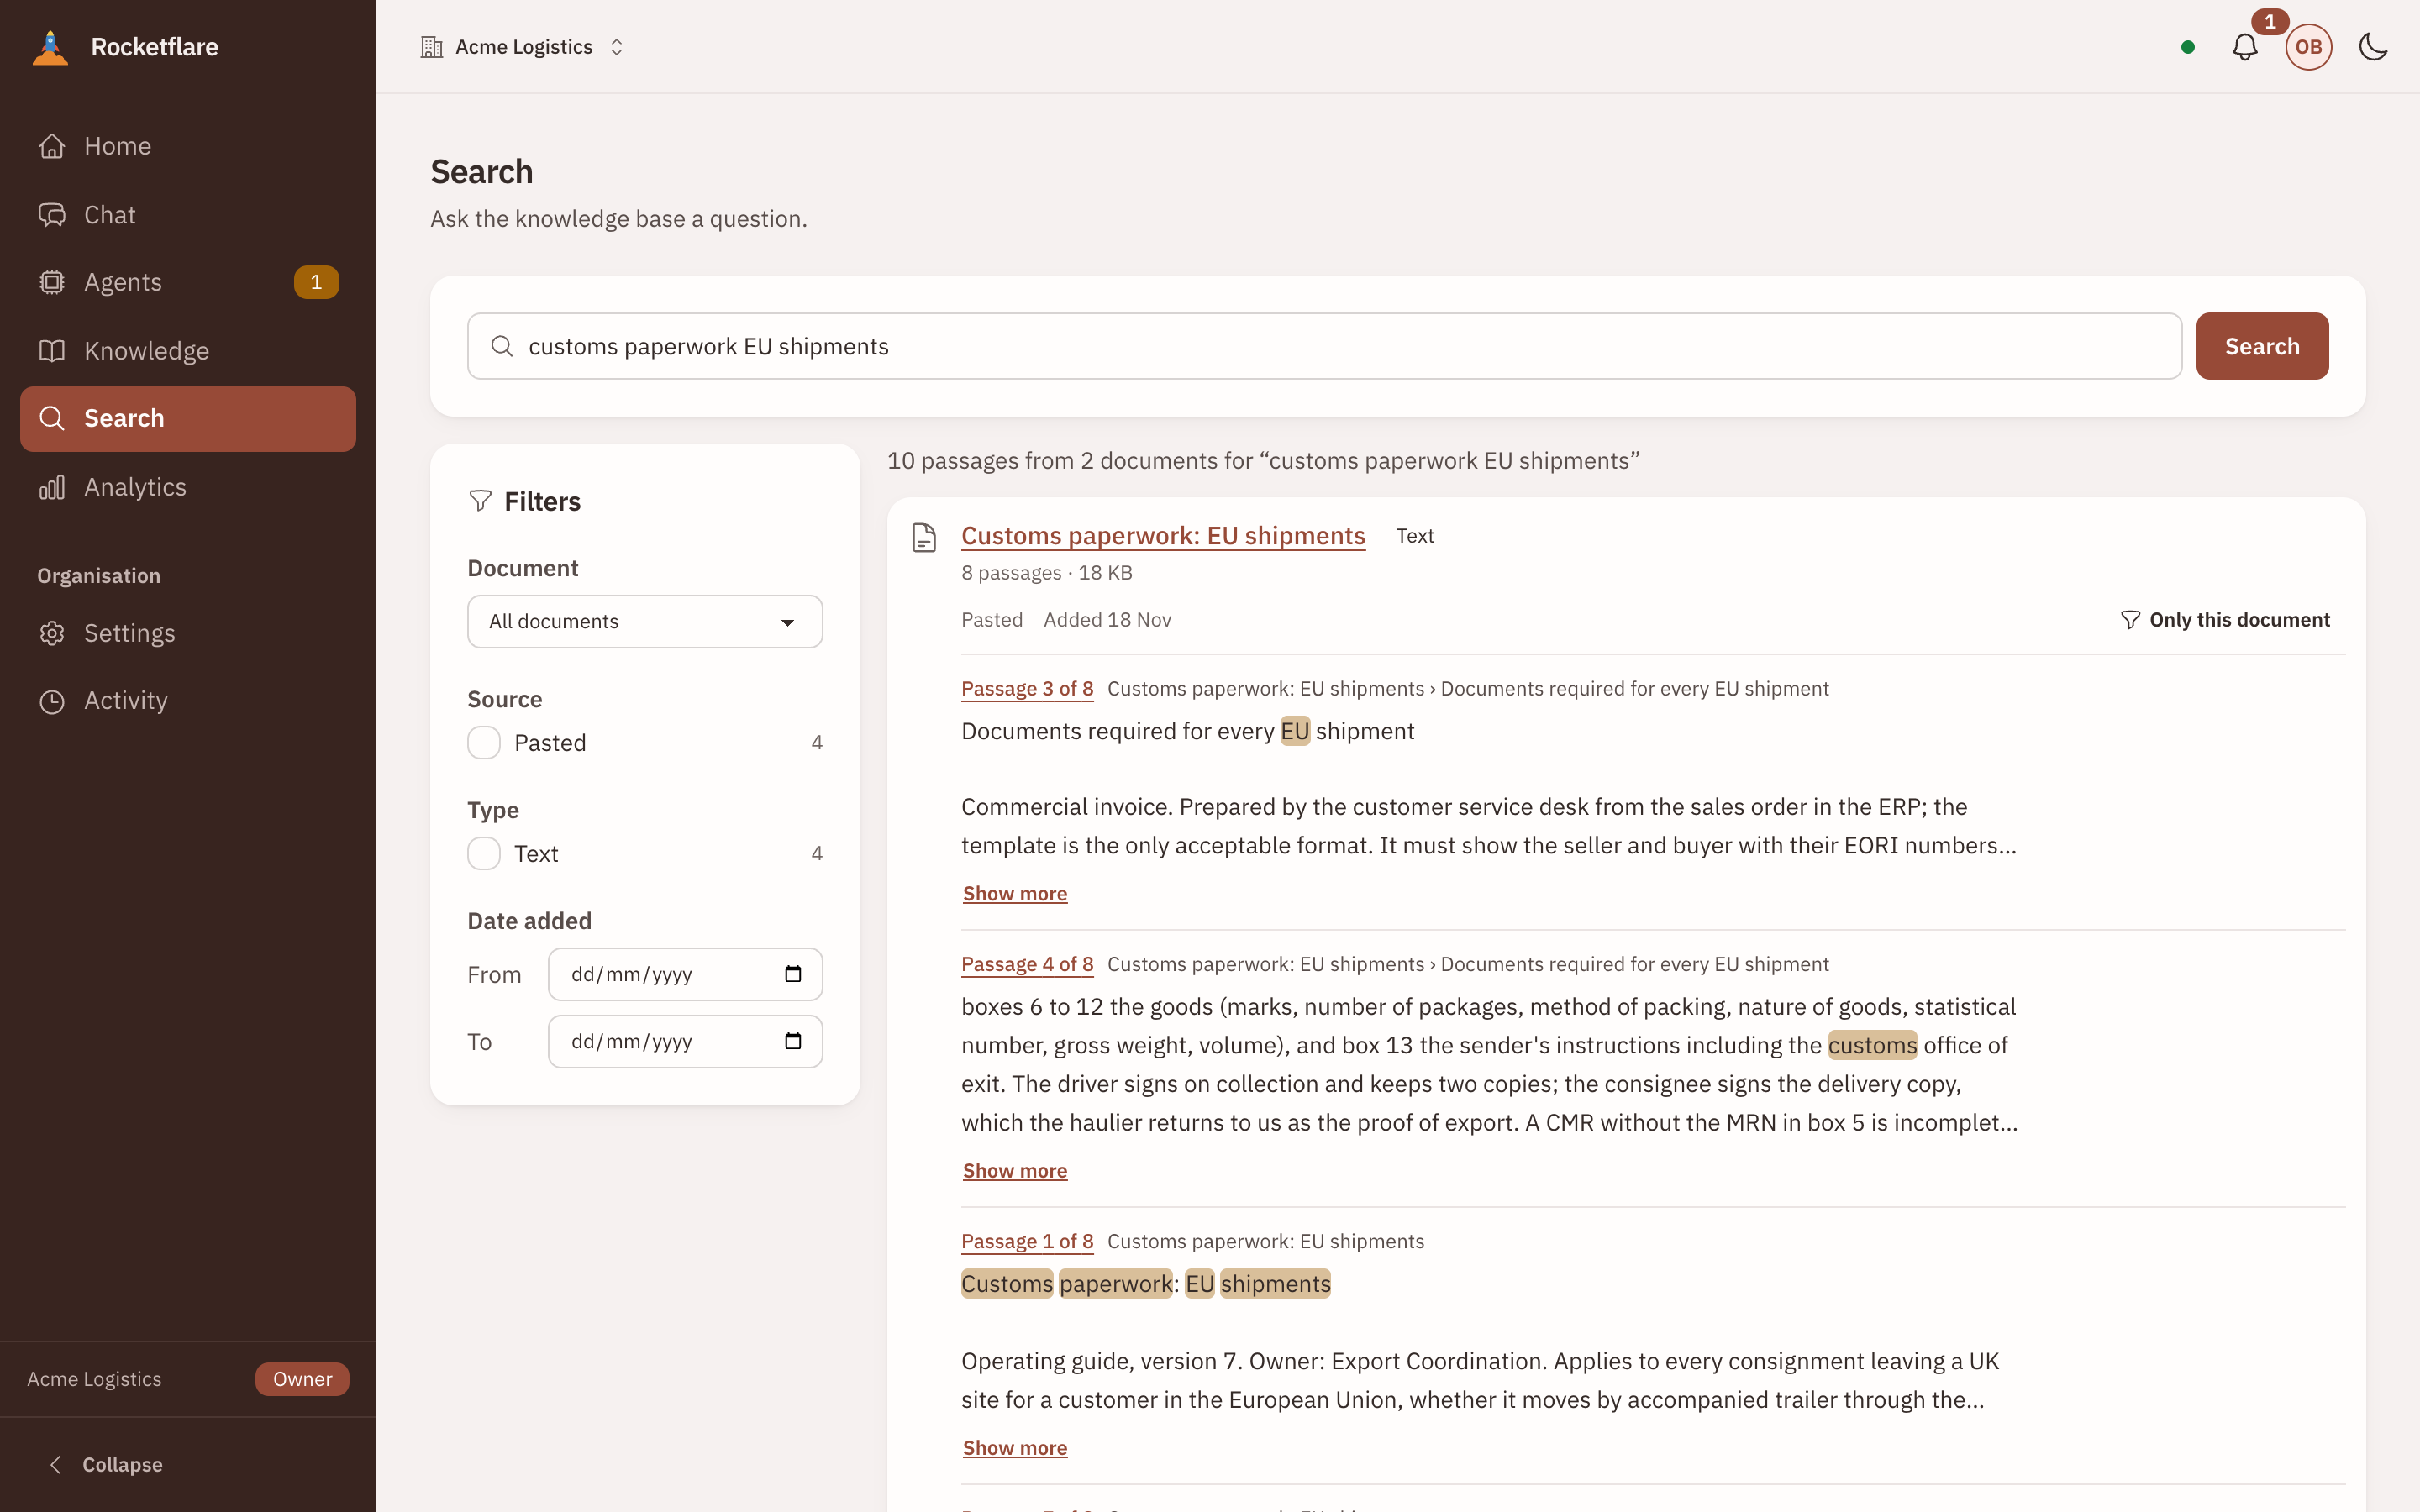 Rocketflare
Home
Chat
Agents
1
Knowledge
Search
Analytics
Organisation
Settings
Activity
Acme Logistics
Owner
Collapse
Acme Logistics
1
OB
Search
Ask the knowledge base a question.
customs paperwork EU shipments
Search
Filters
Document
All documents
Source
Pasted 4
Type
Text 4
Date added
From dd/mm/yyyy
To dd/mm/yyyy
10 passages from 2 documents for “customs paperwork EU shipments”
Customs paperwork: EU shipments Text
8 passages · 18 KB
Pasted Added 18 Nov
Only this document
Passage 3 of 8 Customs paperwork: EU shipments › Documents required for every EU shipment
Documents required for every EU shipment
Commercial invoice. Prepared by the customer service desk from the sales order in the ERP; the
template is the only acceptable format. It must show the seller and buyer with their EORI numbers...
Show more
Passage 4 of 8 Customs paperwork: EU shipments › Documents required for every EU shipment
boxes 6 to 12 the goods (marks, number of packages, method of packing, nature of goods, statistical
number, gross weight, volume), and box 13 the sender's instructions including the customs office of
exit. The driver signs on collection and keeps two copies; the consignee signs the delivery copy,
which the haulier returns to us as the proof of export. A CMR without the MRN in box 5 is incomplet...
Show more
Passage 1 of 8 Customs paperwork: EU shipments
Customs paperwork: EU shipments
Operating guide, version 7. Owner: Export Coordination. Applies to every consignment leaving a UK
site for a customer in the European Union, whether it moves by accompanied trailer through the...
Show more